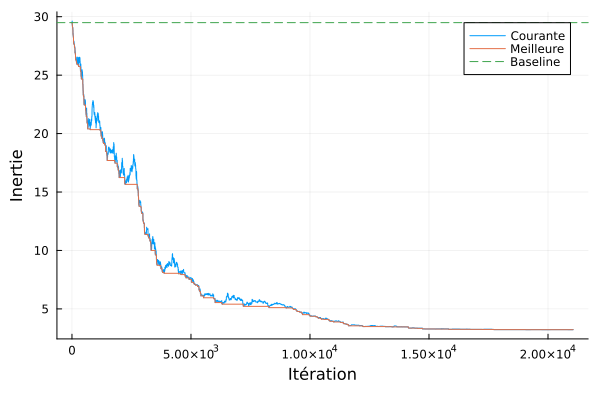 30
25
20
15
10
5
Inertie
Courante
Meilleure
Baseline
0 5.00×10³ 1.00×10⁴ 1.50×10⁴ 2.00×10⁴
Itération